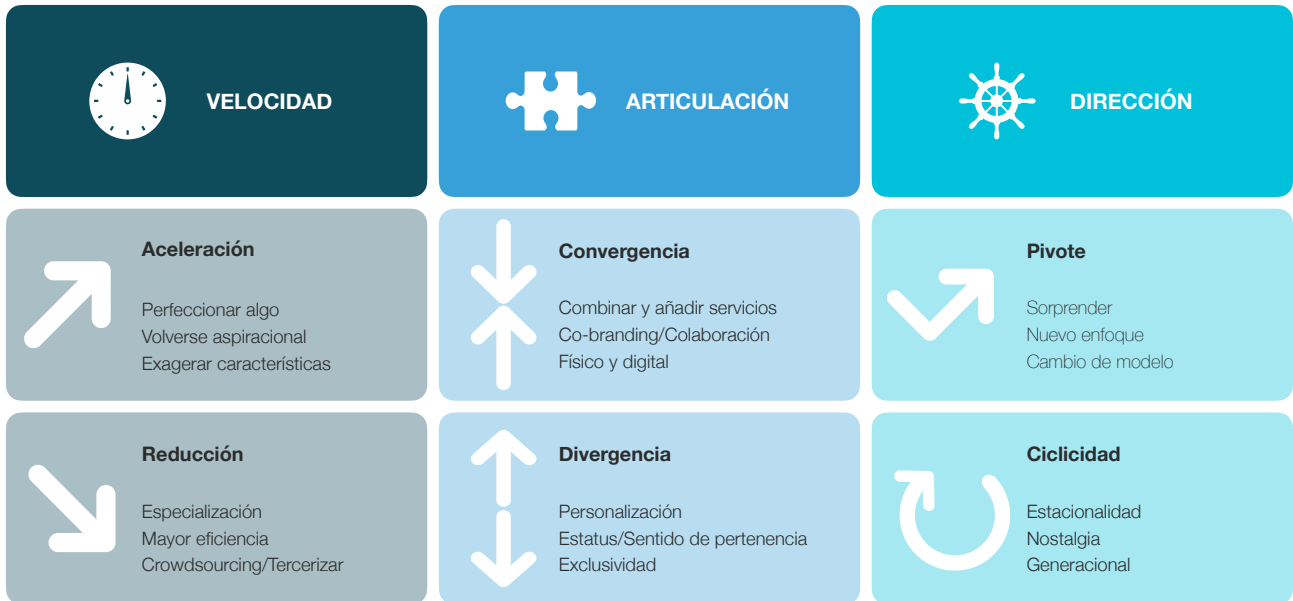 VELOCIDAD
ARTICULACIÓN
DIRECCIÓN
Aceleración
Perfeccionar algo
Volverse aspiracional
Exagerar características
Convergencia
Combinar y añadir servicios
Co-branding/Colaboración
Físico y digital
Pivote
Sorprender
Nuevo enfoque
Cambio de modelo
Reducción
Especialización
Mayor eficiencia
Crowdsourcing/Tercerizar
Divergencia
Personalización
Estatus/Sentido de pertenencia
Exclusividad
Ciclicidad
Estacionalidad
Nostalgia
Generacional